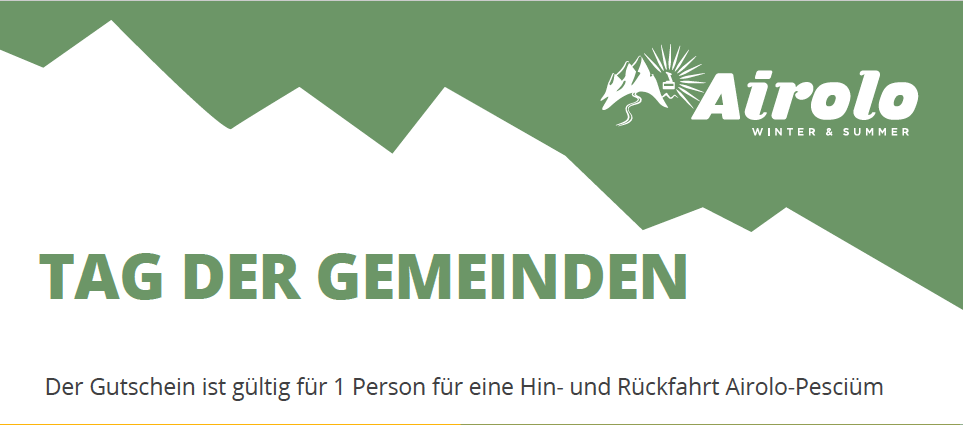 Airolo
WINTER & SUMMER
TAG DER GEMEINDEN
Der Gutschein ist gültig für 1 Person für eine Hin- und Rückfahrt Airolo-Pesciüm